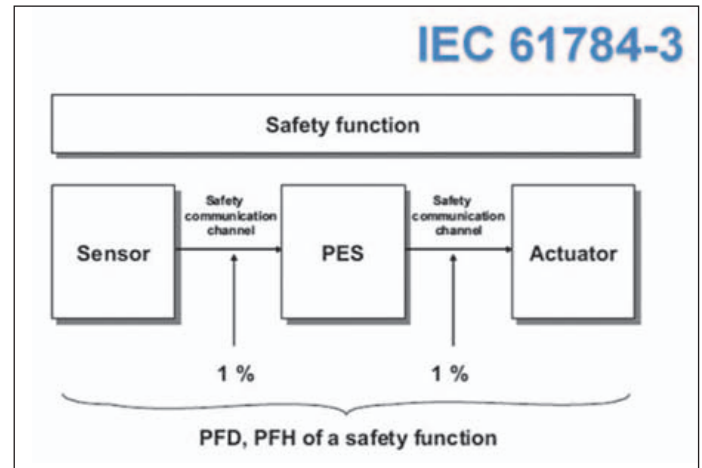 IEC 61784-3
Safety function
Safety
communication
channel
Safety
communication
channel
Sensor
PES
Actuator
1 %
1 %
PFD, PFH of a safety function